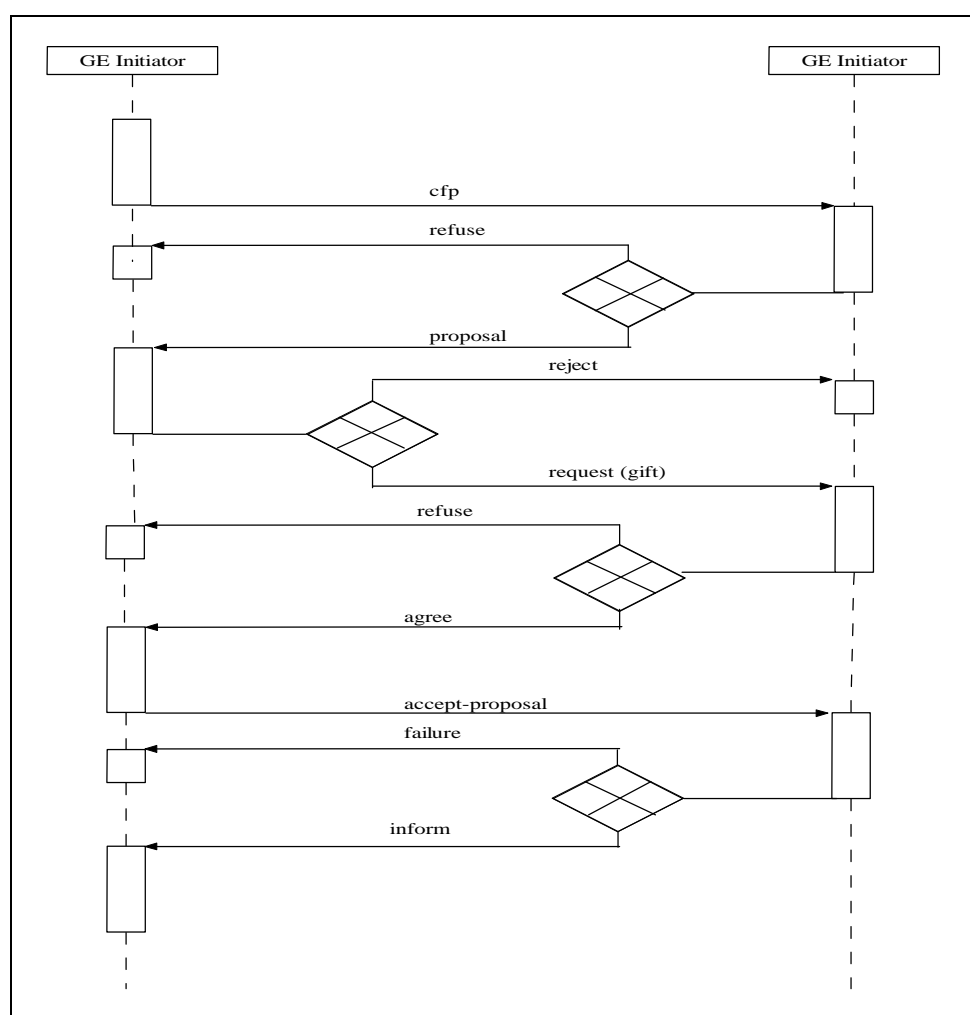 GE Initiator
GE Initiator
cfp
refuse
proposal
reject
request (gift)
refuse
agree
accept-proposal
failure
inform